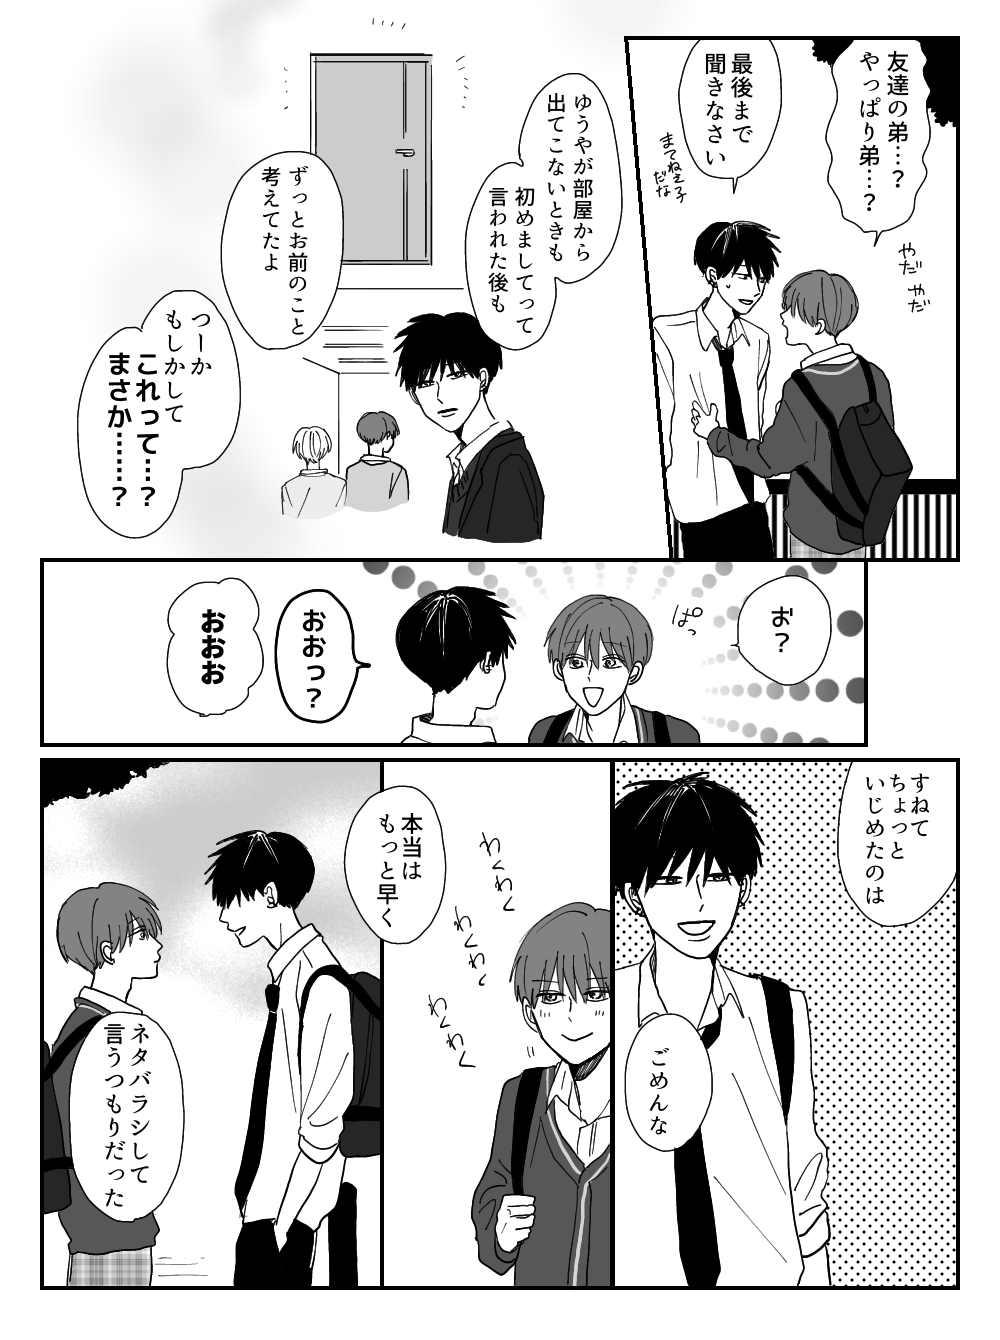 友達の弟…？
やっぱり弟…？
やだ
やだ
最後まで
聞きなさい
まてねェ子
だな
ゆうやが部屋から
出てこないときも
初めましてって
言われた後も
ずっとお前のこと
考えてたよ
つーか
もしかして
これって…？
まさか……？
お？
ぱっ
おおっ？
おおお
すねて
ちょっと
いじめたのは
ごめんな
わくわく
わくわく
わくわく
本当は
もっと早く
ネタバラシして
言うつもりだった